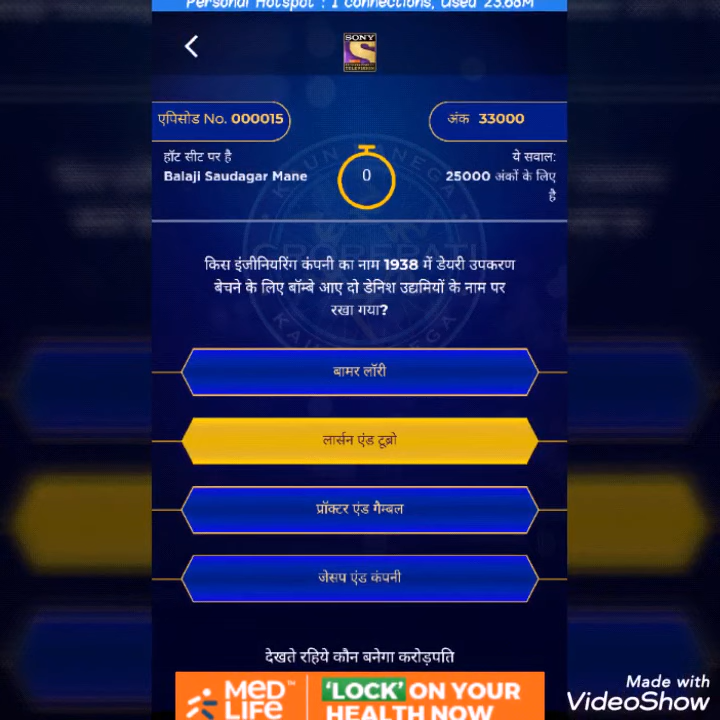 Personal Hotspot : 1 connections, Used 23.68M
SONY
एपिसोड No. 000015
अंक 33000
हॉट सीट पर है
Balaji Saudagar Mane
0
ये सवाल:
25000 अंकों के लिए
है
किस इंजीनियरिंग कंपनी का नाम 1938 में डेयरी उपकरण
बेचने के लिए बॉम्बे आए दो डेनिश उद्यमियों के नाम पर
रखा गया?
बामर लॉरी
लार्सन एंड टूब्रो
प्रॉक्टर एंड गैम्बल
जेसप एंड कंपनी
देखते रहिये कौन बनेगा करोड़पति
MED LIFE™
'LOCK' ON YOUR
HEALTH NOW
Made with
VideoShow